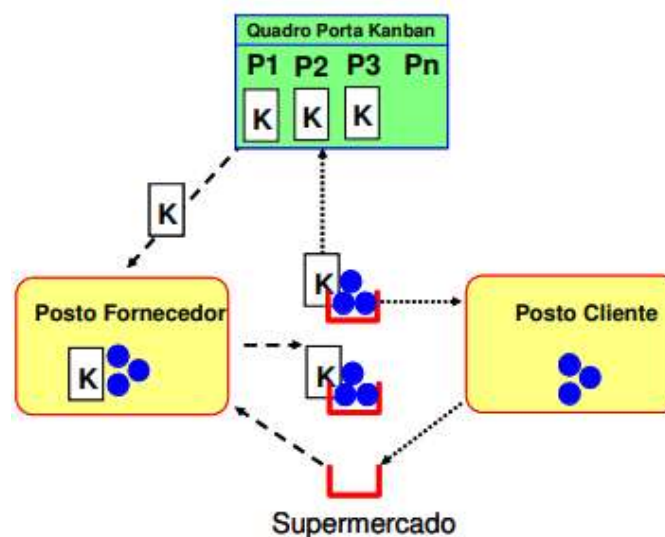 Quadro Porta Kanban
P1 P2 P3 Pn
K K K
K
K
Posto Fornecedor
Posto Cliente
K
K
Supermercado